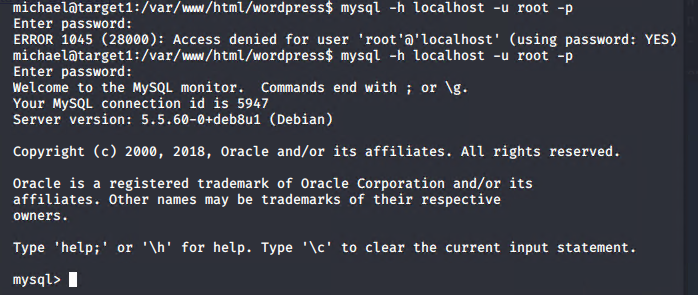 michael@target1:/var/www/html/wordpress$ mysql -h localhost -u root -p
Enter password:
ERROR 1045 (28000): Access denied for user 'root'@'localhost' (using password: YES)
michael@target1:/var/www/html/wordpress$ mysql -h localhost -u root -p
Enter password:
Welcome to the MySQL monitor.  Commands end with ; or \g.
Your MySQL connection id is 5947
Server version: 5.5.60-0+deb8u1 (Debian)
Copyright (c) 2000, 2018, Oracle and/or its affiliates. All rights reserved.
Oracle is a registered trademark of Oracle Corporation and/or its
affiliates. Other names may be trademarks of their respective
owners.
Type 'help;' or '\h' for help. Type '\c' to clear the current input statement.
mysql>